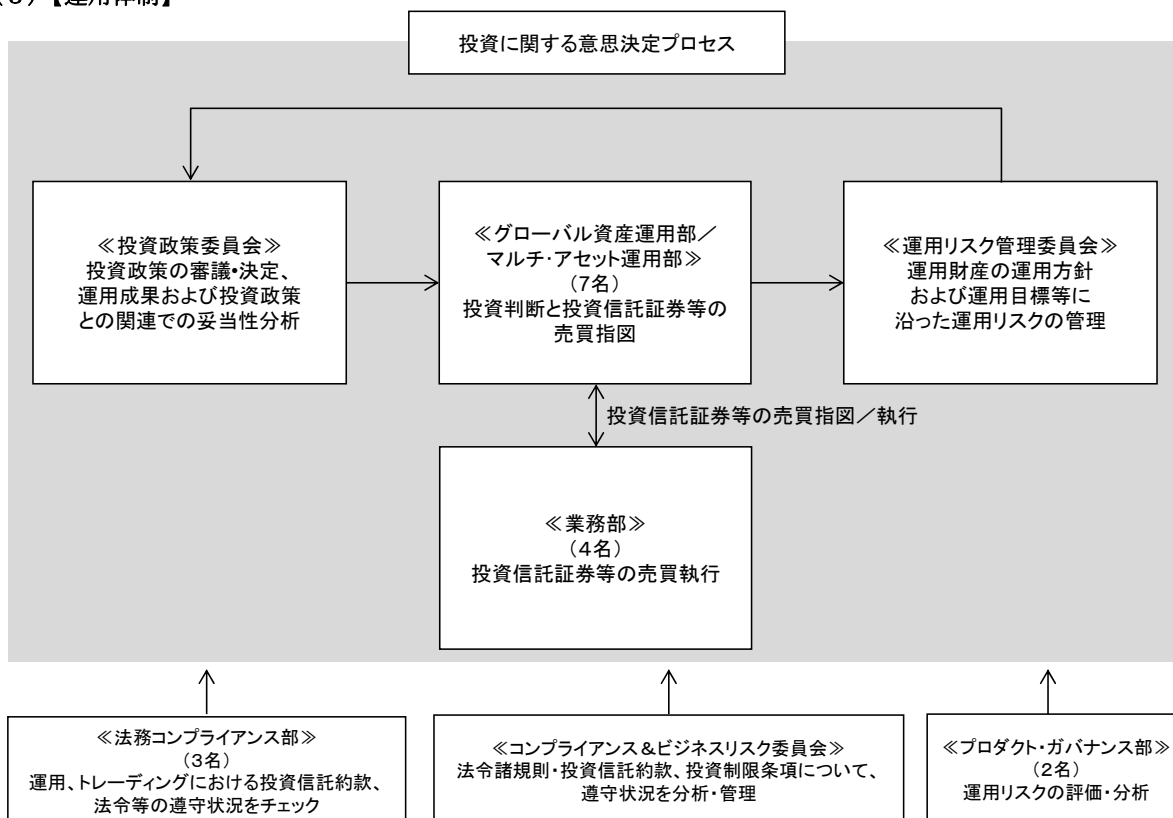 【運用体制】
投資に関する意思決定プロセス
≪投資政策委員会≫
投資政策の審議・決定、
運用成果および投資政策
との関連での妥当性分析
≪グローバル資産運用部／
マルチ・アセット運用部≫
（7名）
投資判断と投資信託証券等の
売買指図
≪運用リスク管理委員会≫
運用財産の運用方針
および運用目標等に
沿った運用リスクの管理
投資信託証券等の売買指図／執行
≪業務部≫
（4名）
投資信託証券等の売買執行
≪法務コンプライアンス部≫
（3名）
運用、トレーディングにおける投資信託約款、
法令等の遵守状況をチェック
≪コンプライアンス＆ビジネスリスク委員会≫
法令諸規則・投資信託約款、投資制限条項について、
遵守状況を分析・管理
≪プロダクト・ガバナンス部≫
（2名）
運用リスクの評価・分析